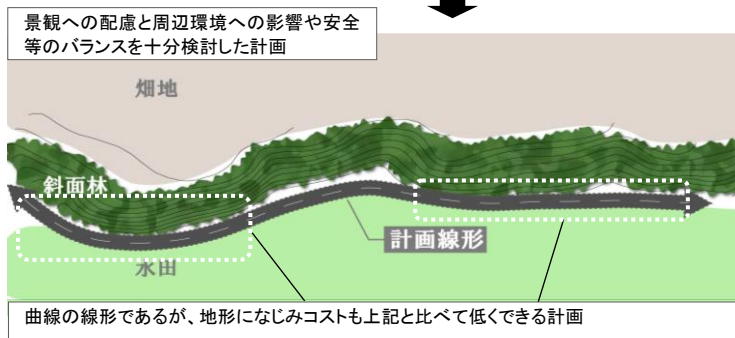 景観への配慮と周辺環境への影響や安全
等のバランスを十分検討した計画
畑地
斜面林
計画線形
水田
曲線の線形であるが、地形になじみコストも上記と比べて低くできる計画